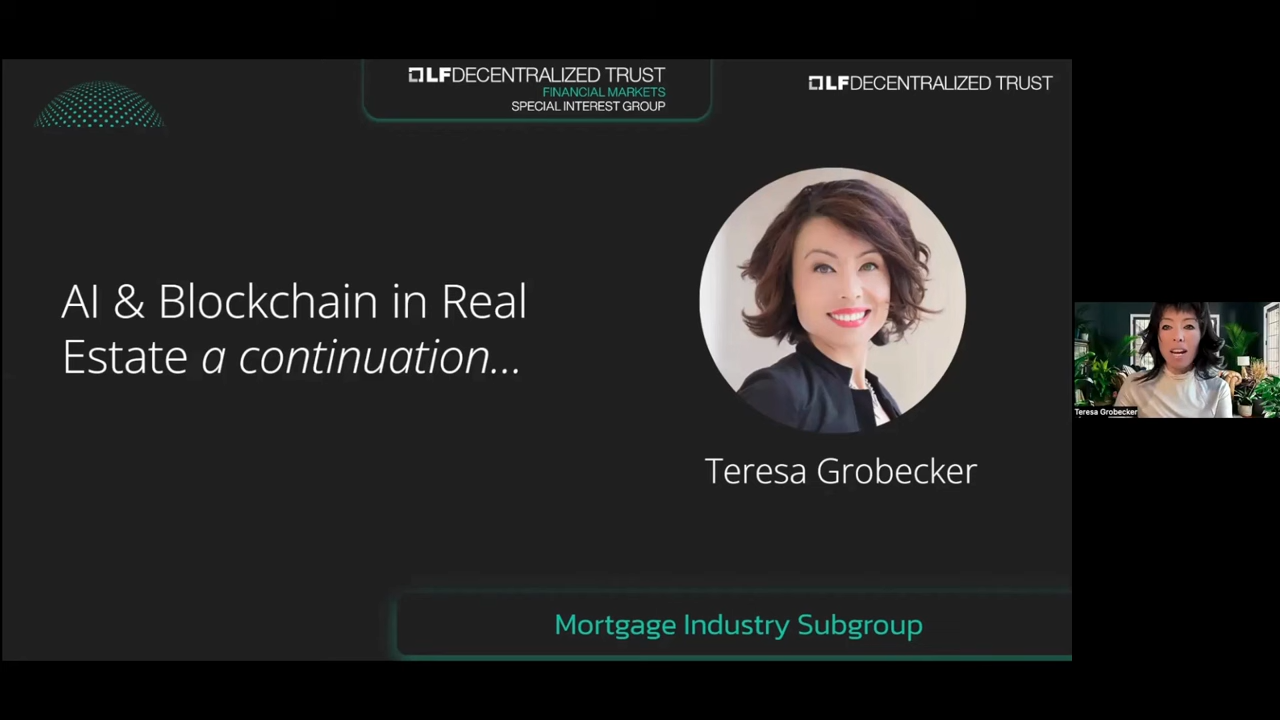 LFDECENTRALIZED TRUST
FINANCIAL MARKETS
SPECIAL INTEREST GROUP
LFDECENTRALIZED TRUST
AI & Blockchain in Real
Estate a continuation...
Teresa Grobecker
Teresa Grobecker
Mortgage Industry Subgroup